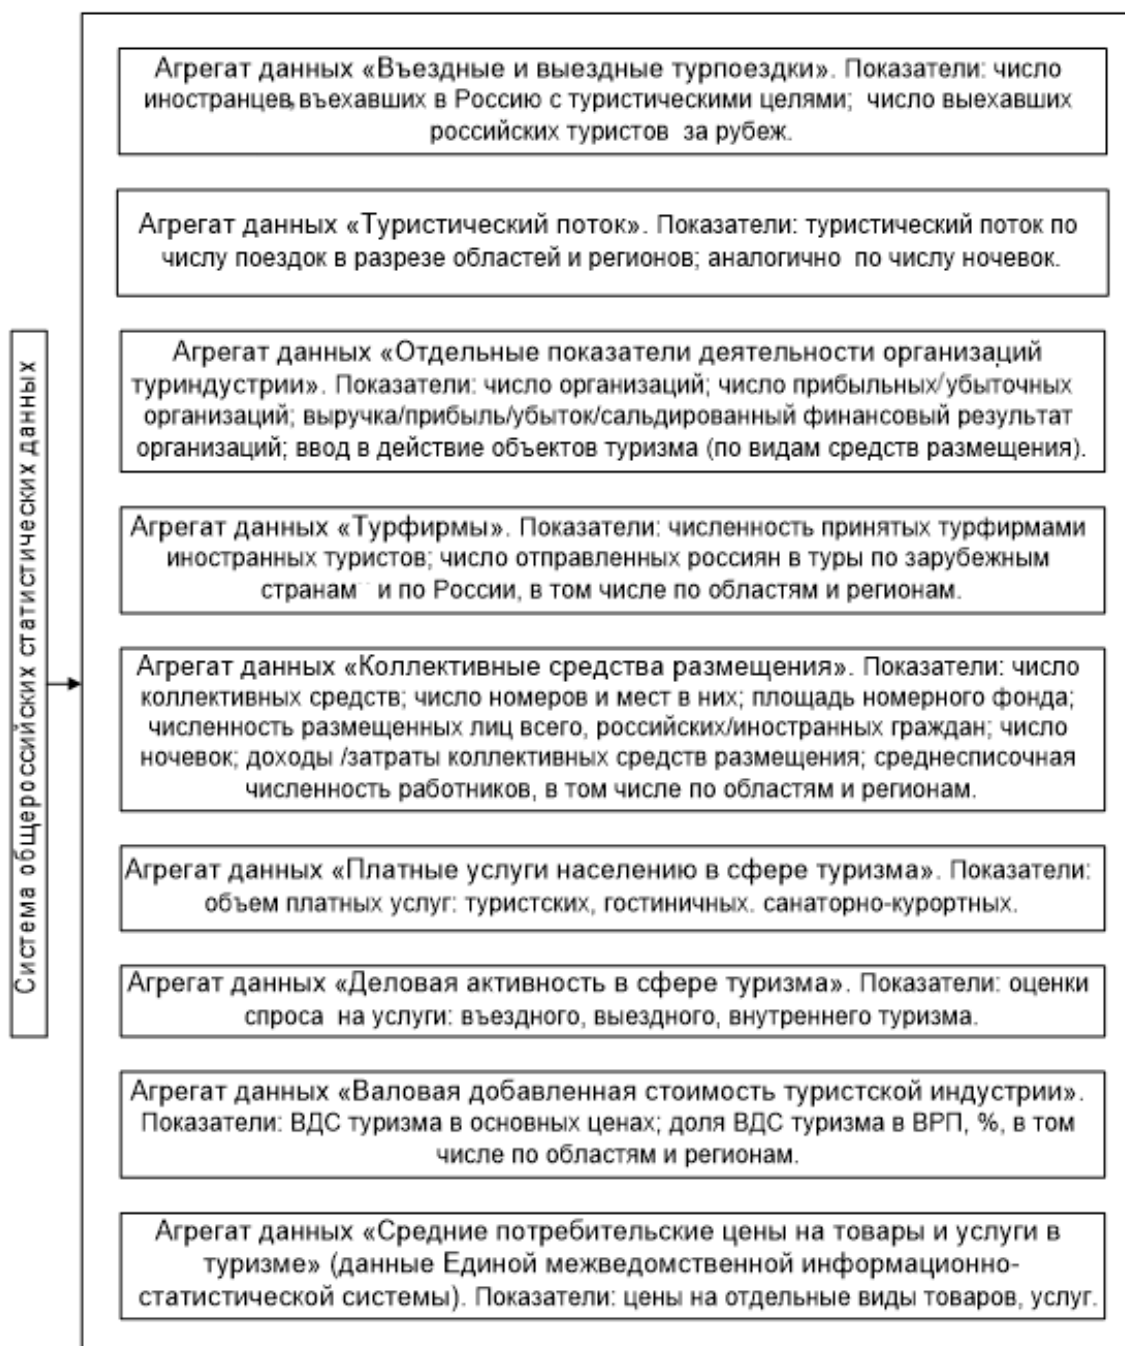 Система общероссийских статистических данных
Агрегат данных «Въездные и выездные турпоездки». Показатели: число
иностранцев, въехавших в Россию с туристическими целями; число выехавших
российских туристов за рубеж.
Агрегат данных «Туристический поток». Показатели: туристический поток по
числу поездок в разрезе областей и регионов; аналогично по числу ночевок.
Агрегат данных «Отдельные показатели деятельности организаций
туриндустрии». Показатели: число организаций; число прибыльных/убыточных
организаций; выручка/прибыль/убыток/сальдированный финансовый результат
организаций; ввод в действие объектов туризма (по видам средств размещения).
Агрегат данных «Турфирмы». Показатели: численность принятых турфирмами
иностранных туристов; число отправленных россиян в туры по зарубежным
странам и по России, в том числе по областям и регионам.
Агрегат данных «Коллективные средства размещения». Показатели: число
коллективных средств; число номеров и мест в них; площадь номерного фонда;
численность размещенных лиц всего, российских/иностранных граждан; число
ночевок; доходы /затраты коллективных средств размещения; среднесписочная
численность работников, в том числе по областям и регионам.
Агрегат данных «Платные услуги населению в сфере туризма». Показатели:
объем платных услуг: туристских, гостиничных. санаторно-курортных.
Агрегат данных «Деловая активность в сфере туризма». Показатели: оценки
спроса на услуги: въездного, выездного, внутреннего туризма.
Агрегат данных «Валовая добавленная стоимость туристской индустрии».
Показатели: ВДС туризма в основных ценах; доля ВДС туризма в ВРП, %, в том
числе по областям и регионам.
Агрегат данных «Средние потребительские цены на товары и услуги в
туризме» (данные Единой межведомственной информационно-
статистической системы). Показатели: цены на отдельные виды товаров, услуг.